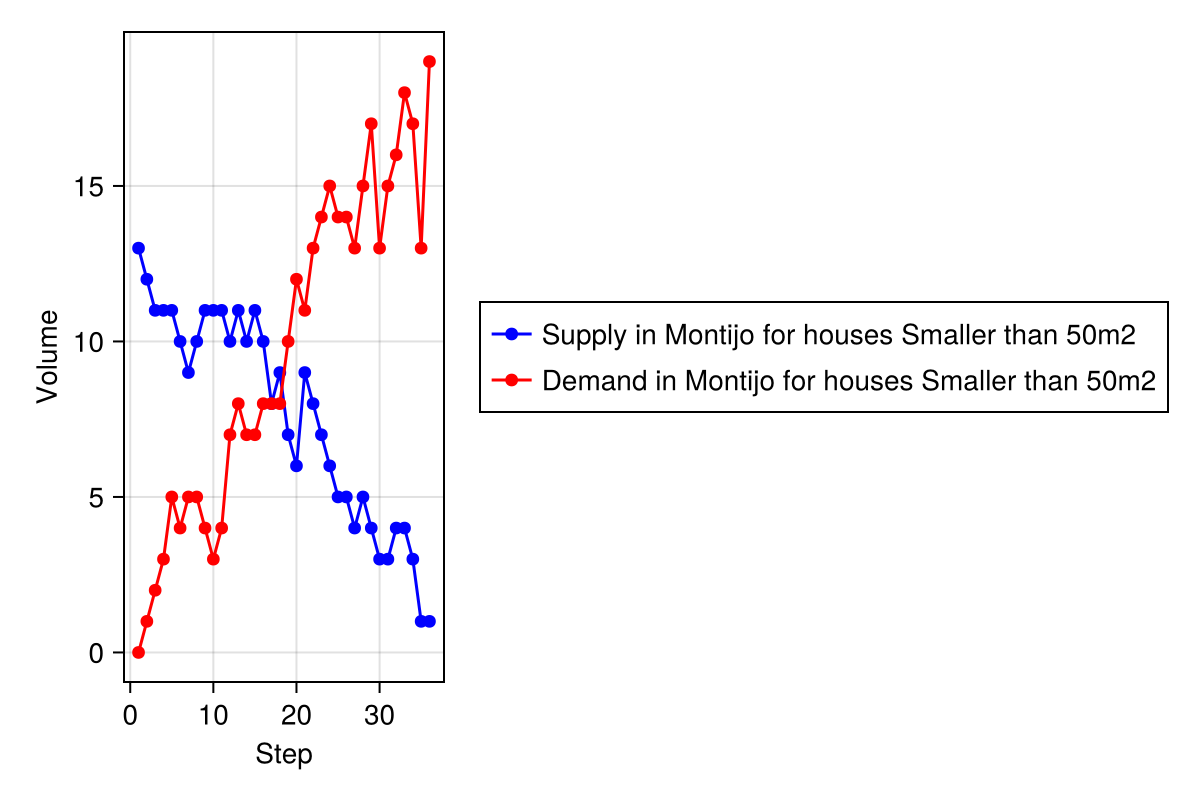 15
10
5
0
Volume
0 10 20 30
Step
Supply in Montijo for houses Smaller than 50m2
Demand in Montijo for houses Smaller than 50m2